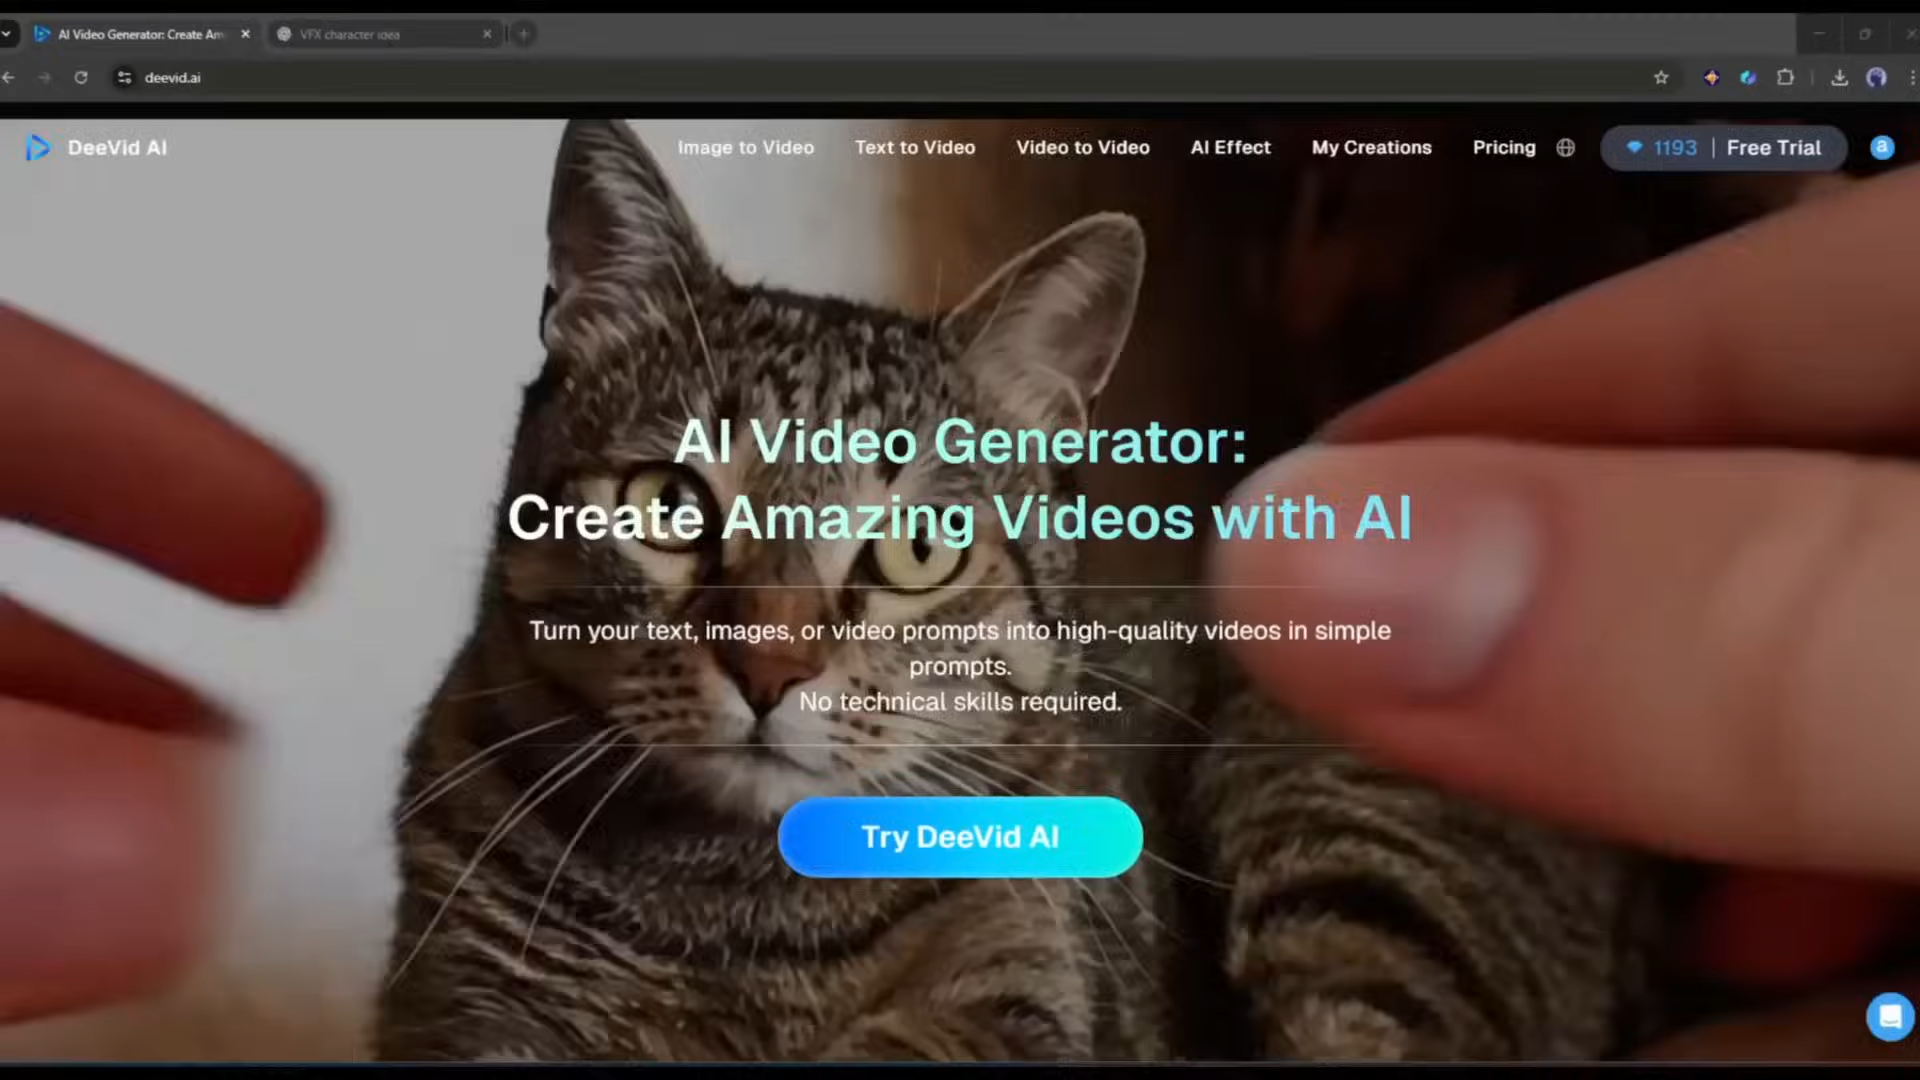 AI Video Generator: Create Am
VFX character idea
deevid.ai
DeeVid AI
Image to Video
Text to Video
Video to Video
AI Effect
My Creations
Pricing
1193 | Free Trial
a
AI Video Generator:
Create Amazing Videos with AI
Turn your text, images, or video prompts into high-quality videos in simple
prompts.
No technical skills required.
Try DeeVid AI